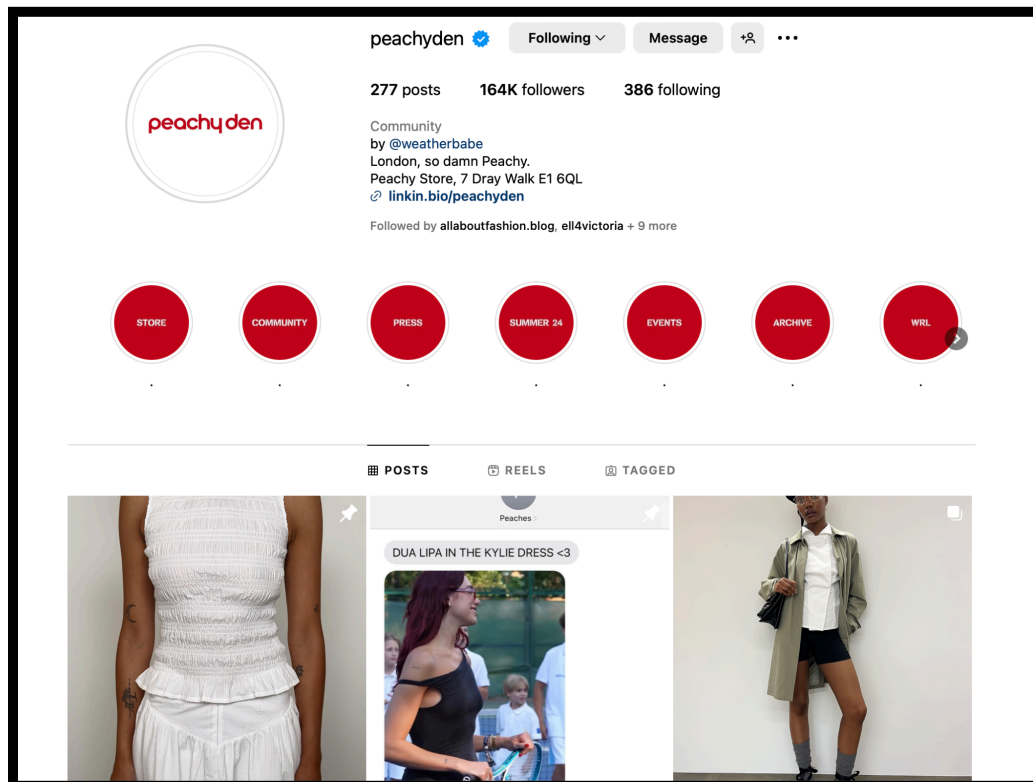 peachyden
Following
Message
277 posts
164K followers
386 following
peachy den
Community
by @weatherbabe
London, so damn Peachy.
Peachy Store, 7 Dray Walk E1 6QL
linkin.bio/peachyden
Followed by allaboutfashion.blog, ell4victoria + 9 more
STORE
COMMUNITY
PRESS
SUMMER 24
EVENTS
ARCHIVE
WRL
.
.
.
.
.
.
.
POSTS
REELS
TAGGED
Peaches
DUA LIPA IN THE KYLIE DRESS <3